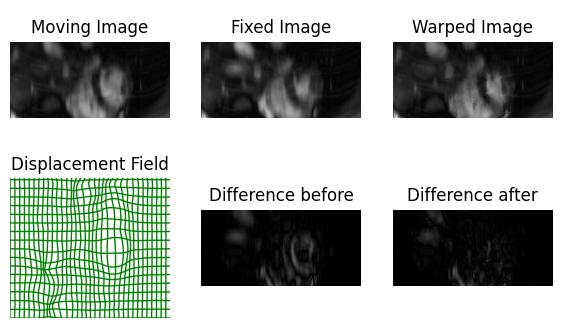 Moving Image
Fixed Image
Warped Image
Displacement Field
Difference before
Difference after